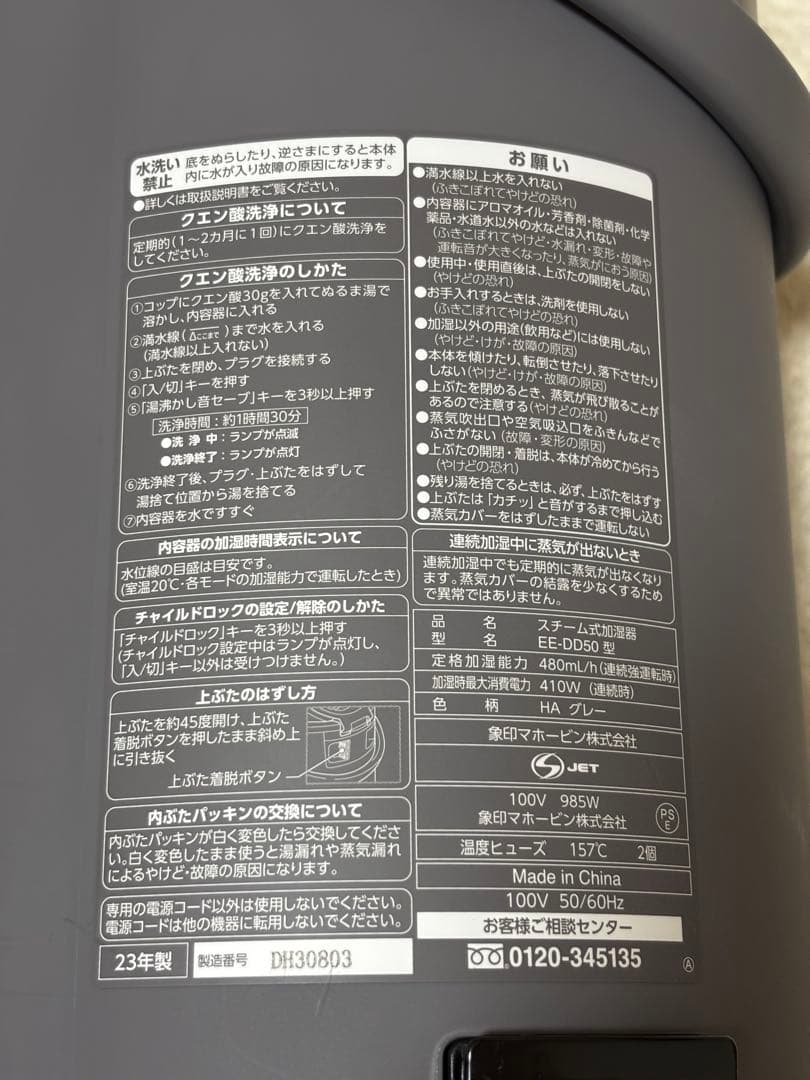 水洗い禁止 底をぬらしたり、逆さまにすると本体
内に水が入り故障の原因になります。
●詳しくは取扱説明書をご覧ください。
クエン酸洗浄について
定期的(1〜2カ月に1回)にクエン酸洗浄を
してください。
クエン酸洗浄のしかた
①コップにクエン酸30gを入れてぬるま湯で
溶かし、内容器に入れる
②満水線(△ここまで)まで水を入れる
(満水線以上入れない)
③上ぶたを閉め、プラグを接続する
④「入/切」キーを押す
⑤「湯沸かし音セーブ」キーを3秒以上押す
洗浄時間:約1時間30分
●洗 浄 中:ランプが点滅
●洗浄終了:ランプが点灯
⑥洗浄終了後、プラグ・上ぶたをはずして
湯捨て位置から湯を捨てる
⑦内容器を水ですすぐ
内容器の加湿時間表示について
水位線の目盛は目安です。
(室温20℃・各モードの加湿能力で運転したとき)
チャイルドロックの設定/解除のしかた
「チャイルドロック」キーを3秒以上押す
(チャイルドロック設定中はランプが点灯し、
「入/切」キー以外は受けつけません。)
上ぶたのはずし方
上ぶたを約45度開け、上ぶた
着脱ボタンを押したまま斜め上
に引き抜く
上ぶた着脱ボタン
内ぶたパッキンの交換について
内ぶたパッキンが白く変色したら交換してくださ
い。白く変色したまま使うと湯漏れや蒸気漏れ
によるやけど・故障の原因になります。
専用の電源コード以外は使用しないでください。
電源コードは他の機器に転用しないでください。
23年製 製造番号 DH30803
お願い
●満水線以上水を入れない
(ふきこぼれてやけどの恐れ)
●内容器にアロマオイル・芳香剤・除菌剤・化学
薬品・水道水以外の水などは入れない
(ふきこぼれてやけど・水漏れ・変形・故障や
運転音が大きくなったり、蒸気がにおう原因)
●使用中・使用直後は、上ぶたの開閉をしない
(やけどの恐れ)
●お手入れするときは、洗剤を使用しない
(ふきこぼれてやけどの恐れ)
●加湿以外の用途(飲用など)には使用しない
(やけど・けが・故障の原因)
●本体を傾けたり、転倒させたり、落下させたり
しない(やけど・けが・故障の原因)
●上ぶたを閉めるとき、蒸気が飛び散ることが
あるので注意する(やけどの恐れ)
●蒸気吹出口や空気吸込口をふきんなどで
ふさがない(故障・変形の原因)
●上ぶたの開閉・着脱は、本体が冷めてから行う
(やけどの恐れ)
●残り湯を捨てるときは、必ず、上ぶたをはずす
●上ぶたは「カチッ」と音がするまで押し込む
●蒸気カバーをはずしたままで運転しない
連続加湿中に蒸気が出ないとき
連続加湿中でも定期的に蒸気が出なくなり
ます。蒸気カバーの結露を少なくするため
で異常ではありません。
品 名 スチーム式加湿器
型 名 EE-DD50 型
定格加湿能力 480mL/h(連続強運転時)
加湿時最大消費電力 410W (連続時)
色 柄 HA グレー
象印マホービン株式会社
S JET
100V 985W
象印マホービン株式会社 PS E
温度ヒューズ 157℃ 2個
Made in China
100V 50/60Hz
お客様ご相談センター
0120-345135
Ⓐ